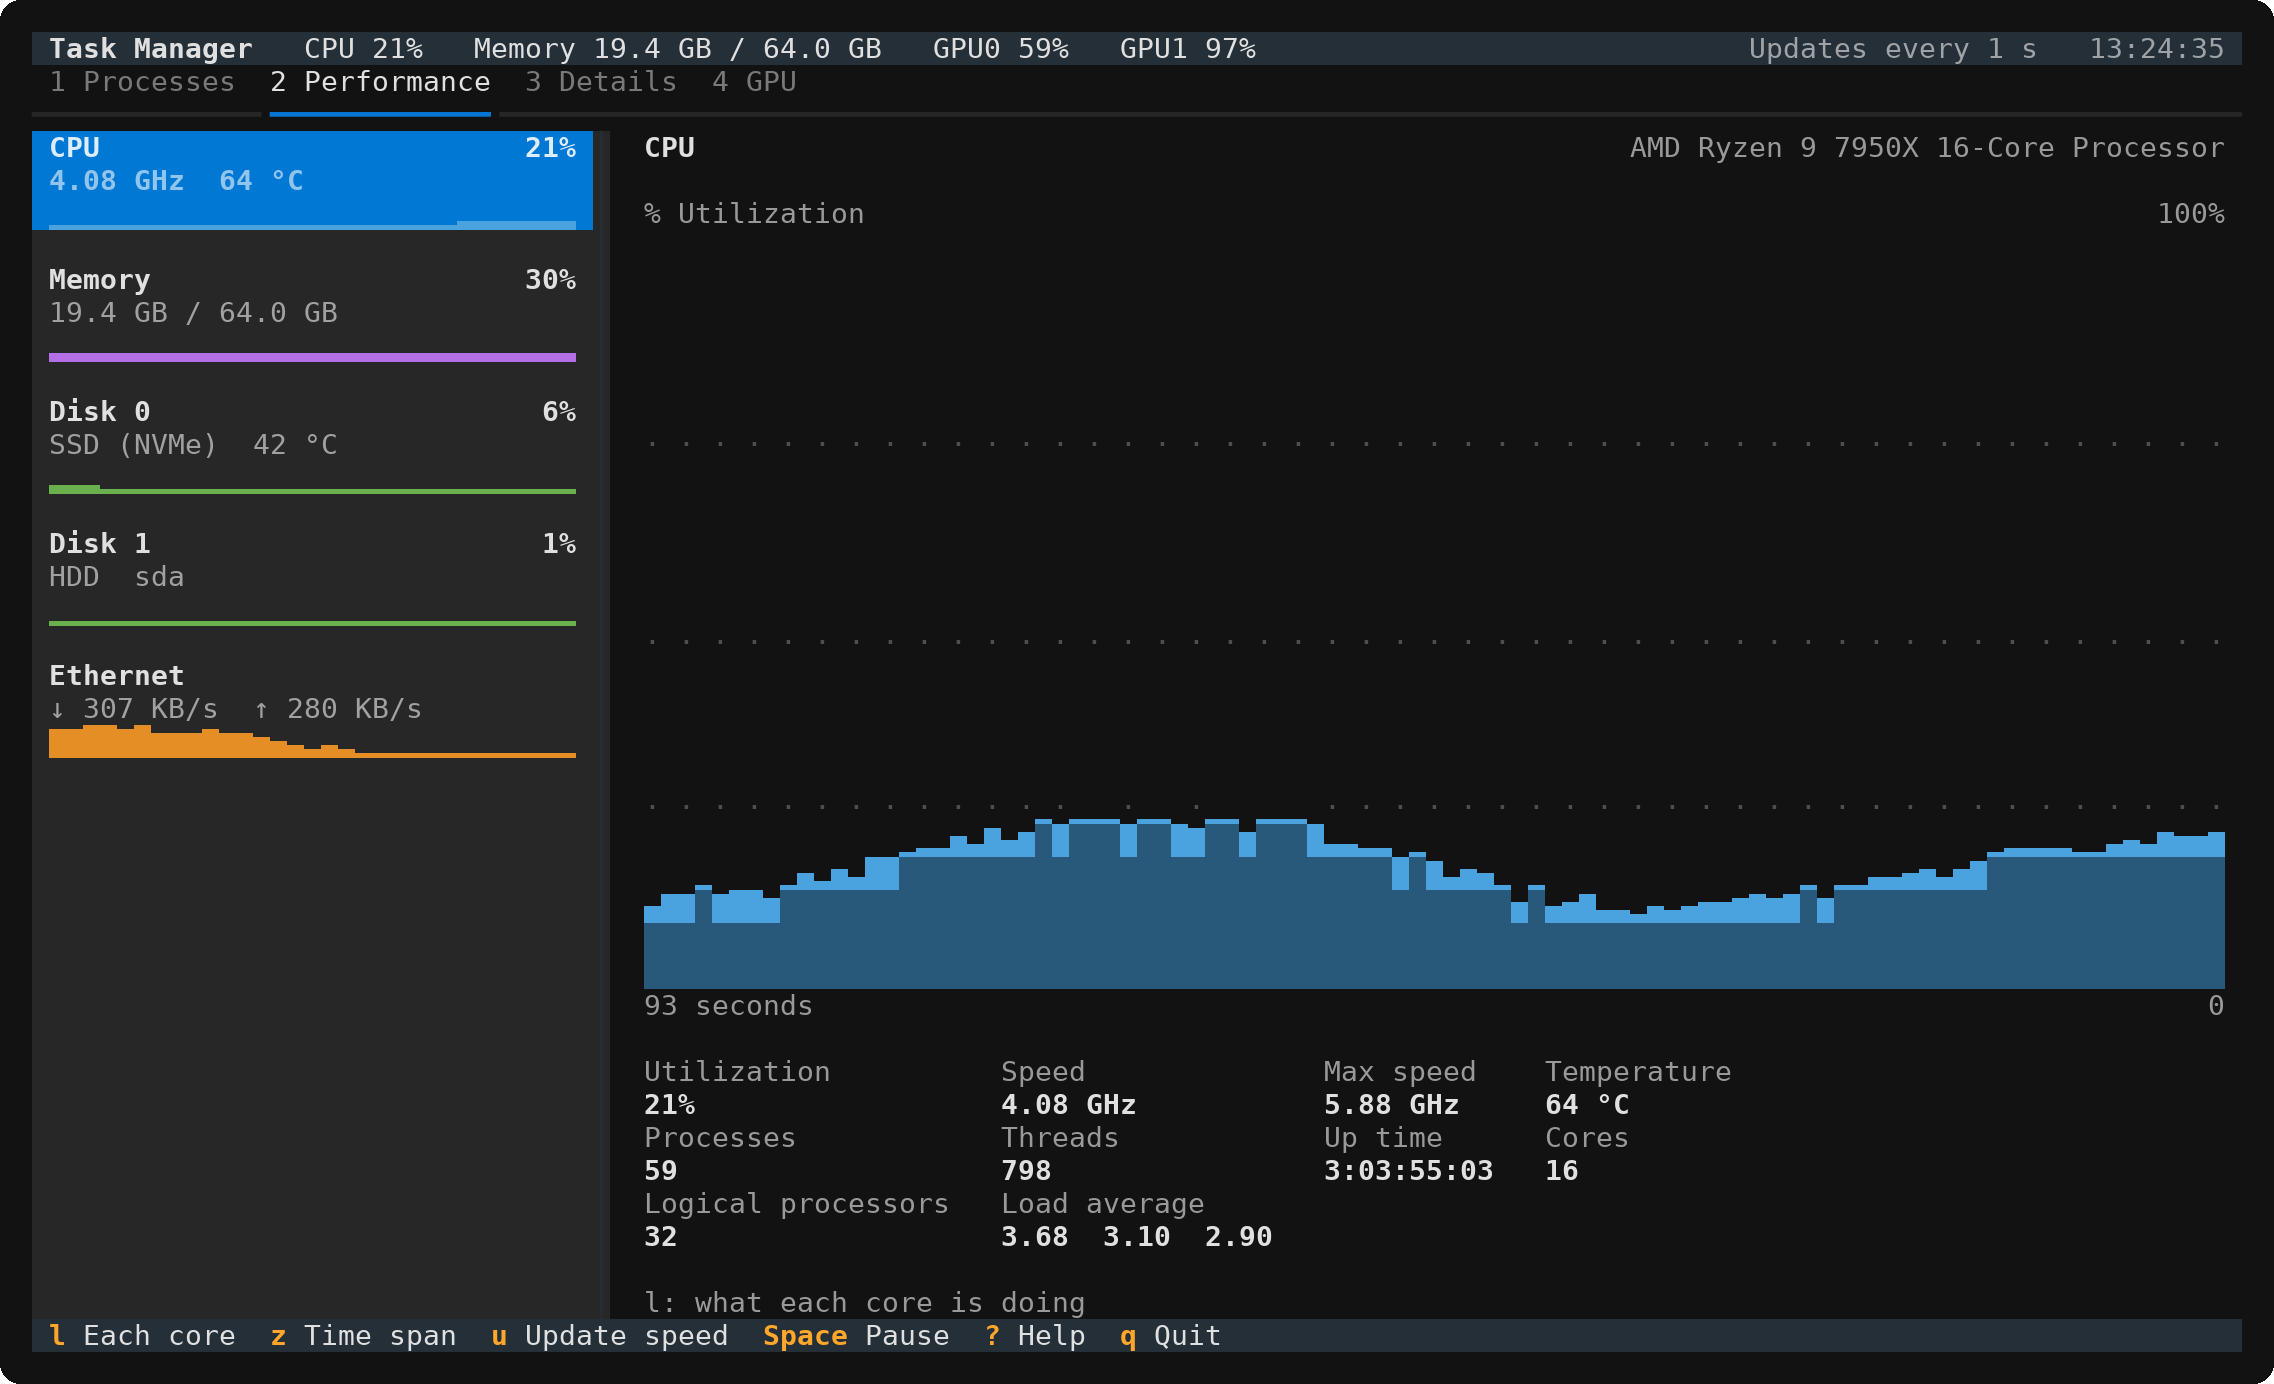 Task Manager   CPU 21%   Memory 19.4 GB / 64.0 GB   GPU0 59%   GPU1 97%   Updates every 1 s   13:24:35
1 Processes  2 Performance  3 Details  4 GPU
CPU 21%
4.08 GHz  64 °C
Memory 30%
19.4 GB / 64.0 GB
Disk 0 6%
SSD (NVMe)  42 °C
Disk 1 1%
HDD  sda
Ethernet
↓ 307 KB/s  ↑ 280 KB/s
CPU   AMD Ryzen 9 7950X 16-Core Processor
% Utilization   100%
93 seconds   0
Utilization   Speed   Max speed   Temperature
21%   4.08 GHz   5.88 GHz   64 °C
Processes   Threads   Up time   Cores
59   798   3:03:55:03   16
Logical processors   Load average
32   3.68  3.10  2.90
l: what each core is doing
l Each core  z Time span  u Update speed  Space Pause  ? Help  q Quit